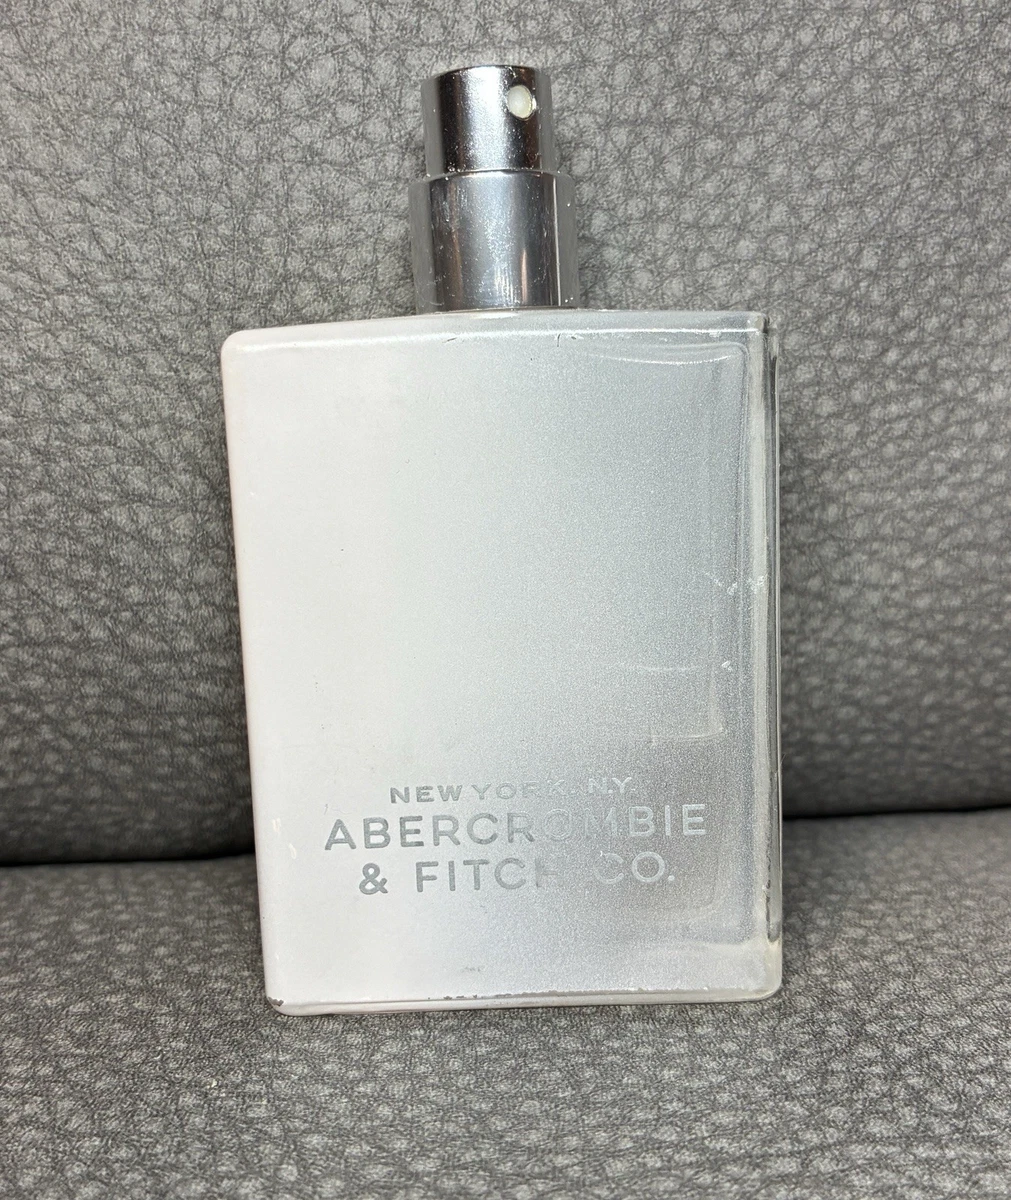 NEW YORK, N.Y.
ABERCROMBIE
& FITCH CO.